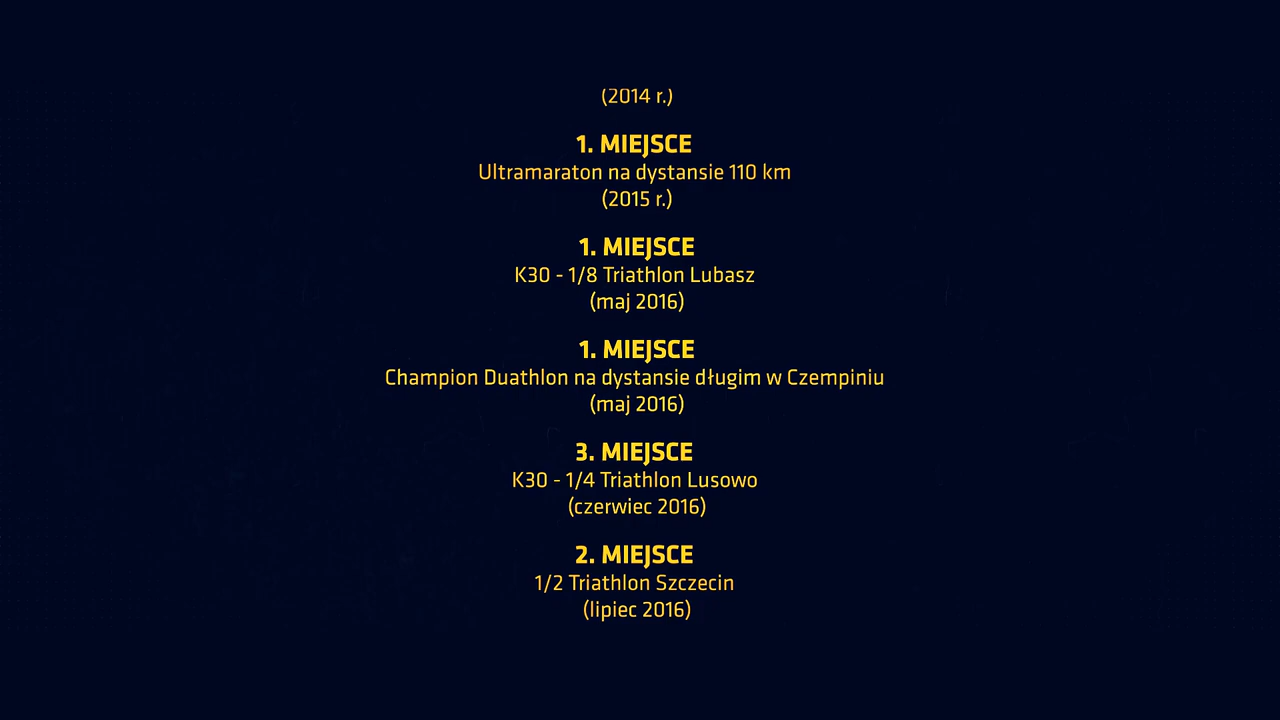 (2014 r.)
1. MIEJSCE
Ultramaraton na dystansie 110 km
(2015 r.)
1. MIEJSCE
K30 - 1/8 Triathlon Lubasz
(maj 2016)
1. MIEJSCE
Champion Duathlon na dystansie długim w Czempiniu
(maj 2016)
3. MIEJSCE
K30 - 1/4 Triathlon Lusowo
(czerwiec 2016)
2. MIEJSCE
1/2 Triathlon Szczecin
(lipiec 2016)